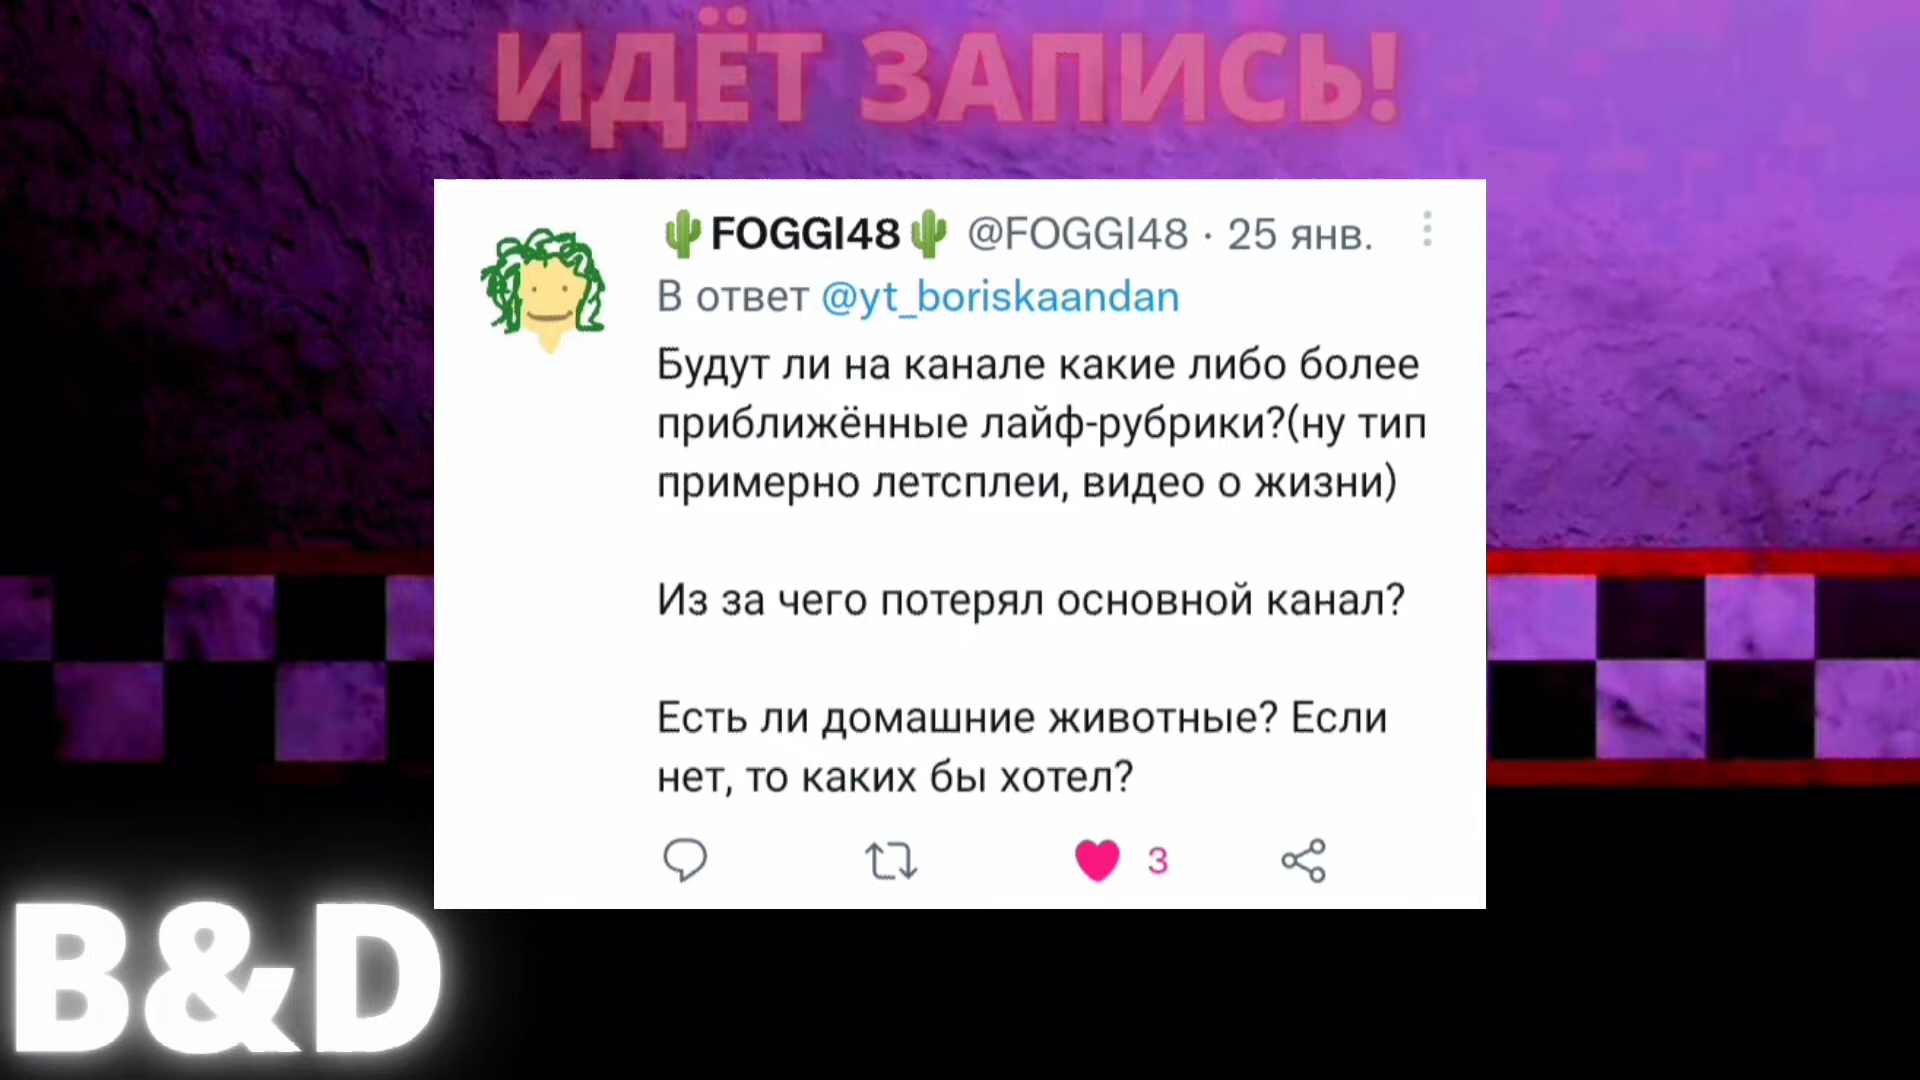 ИДЁТ ЗАПИСЬ!
🌵FOGGI48🌵 @FOGGI48 · 25 янв.
В ответ @yt_boriskaandan
Будут ли на канале какие либо более
приближённые лайф-рубрики?(ну тип
примерно летсплеи, видео о жизни)
Из за чего потерял основной канал?
Есть ли домашние животные? Если
нет, то каких бы хотел?
3
B&D